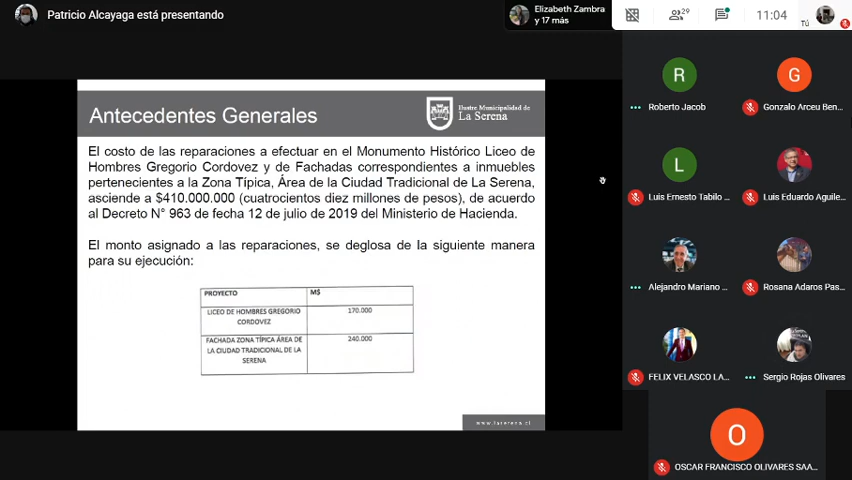 Patricio Alcayaga está presentando
Elizabeth Zambra
y 17 más
29
11:04
Tú
Antecedentes Generales
Ilustre Municipalidad de
La Serena
El costo de las reparaciones a efectuar en el Monumento Histórico Liceo de
Hombres Gregorio Cordovez y de Fachadas correspondientes a inmuebles
pertenecientes a la Zona Típica, Área de la Ciudad Tradicional de La Serena,
asciende a $410.000.000 (cuatrocientos diez millones de pesos), de acuerdo
al Decreto N° 963 de fecha 12 de julio de 2019 del Ministerio de Hacienda.
El monto asignado a las reparaciones, se deglosa de la siguiente manera
para su ejecución:
PROYECTO M$
LICEO DE HOMBRES GREGORIO 170.000
CORDOVEZ
FACHADA ZONA TÍPICA ÁREA DE 240.000
LA CIUDAD TRADICIONAL DE LA
SERENA
www.laserena.cl
R
Roberto Jacob
G
Gonzalo Arceu Ben...
L
Luis Ernesto Tabilo ...
Luis Eduardo Aguile...
Alejandro Mariano ...
Rosana Adaros Pas...
FELIX VELASCO LA...
Sergio Rojas Olivares
O
OSCAR FRANCISCO OLIVARES SAA...